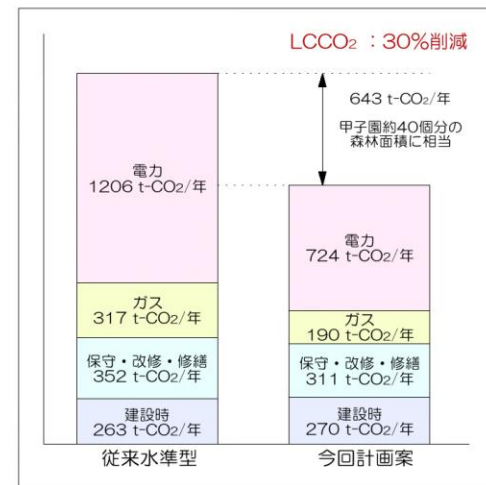 LCCO2 :30%削減
643 t-CO2/年
甲子園約40個分の
森林面積に相当
電力
1206 t-CO2/年
ガス
317 t-CO2/年
保守・改修・修繕
352 t-CO2/年
建設時
263 t-CO2/年
従来水準型
電力
724 t-CO2/年
ガス
190 t-CO2/年
保守・改修・修繕
311 t-CO2/年
建設時
270 t-CO2/年
今回計画案